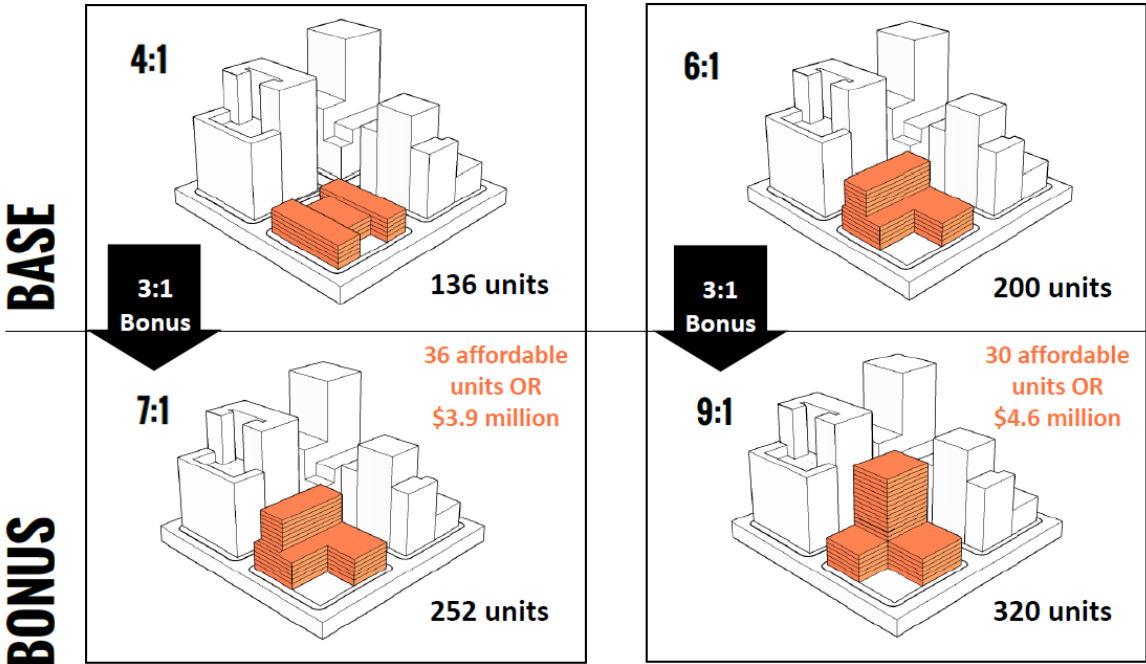 BASE
4:1
136 units
3:1
Bonus
6:1
200 units
3:1
Bonus
BONUS
7:1
36 affordable
units OR
$3.9 million
252 units
9:1
30 affordable
units OR
$4.6 million
320 units